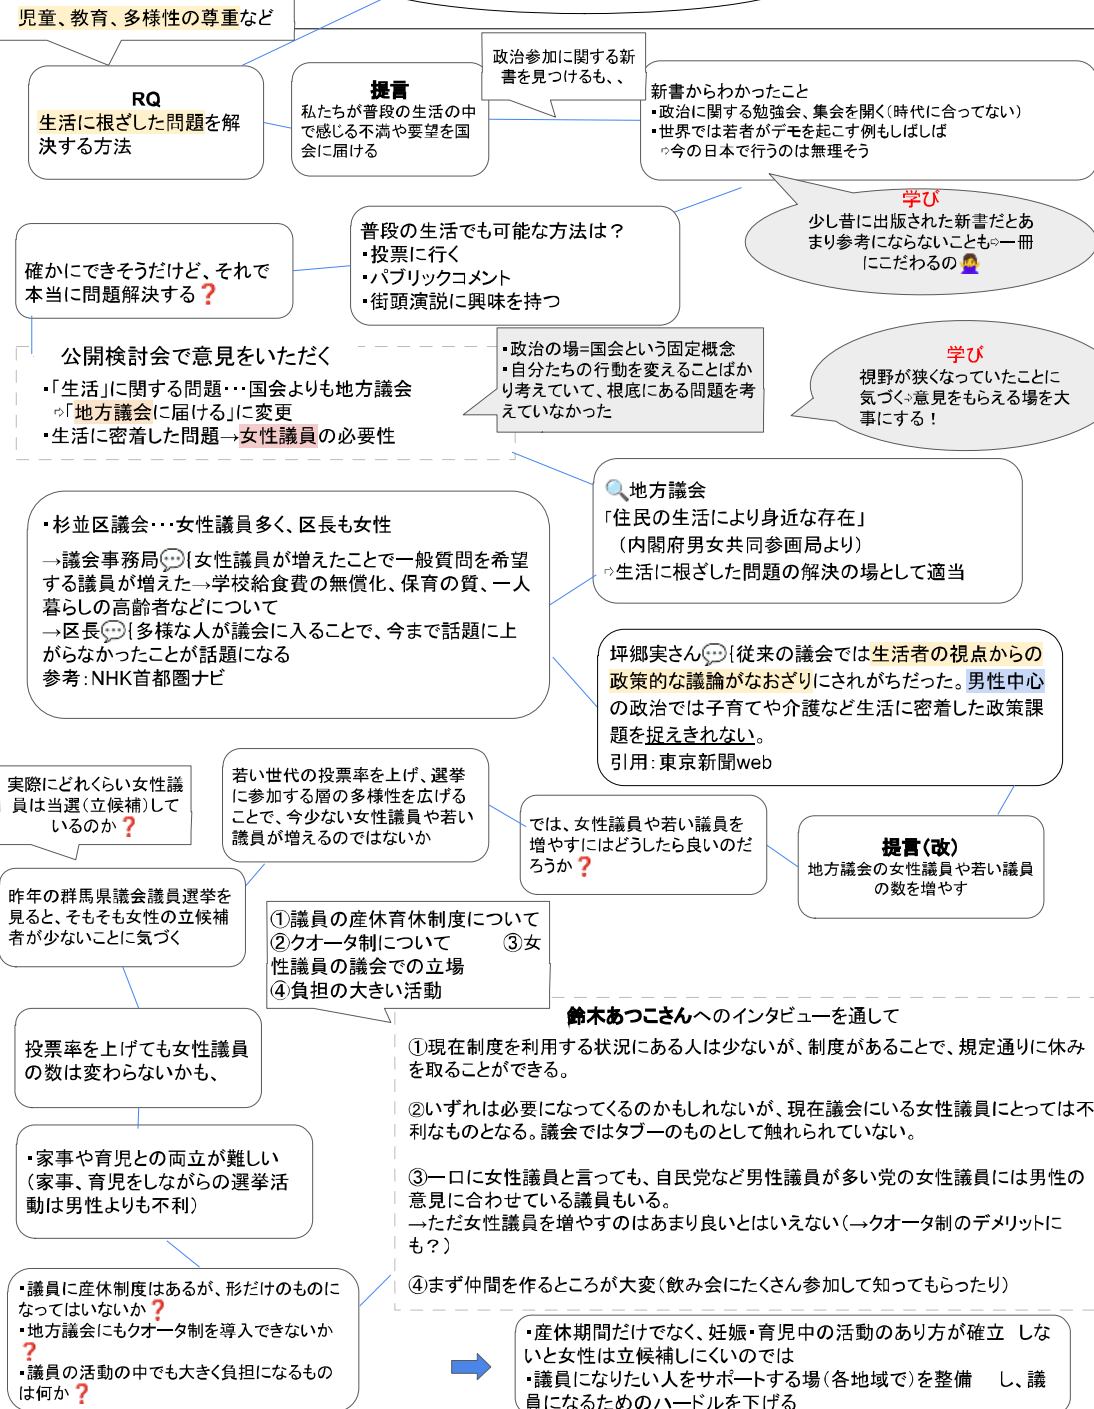 児童、教育、多様性の尊重など
RQ
生活に根ざした問題を解
決する方法
提言
私たちが普段の生活の中
で感じる不満や要望を国
会に届ける
政治参加に関する新
書を見つけるも、、
新書からわかったこと
・政治に関する勉強会、集会を開く(時代に合ってない)
・世界では若者がデモを起こす例もしばしば
⇨今の日本で行うのは無理そう
学び
少し昔に出版された新書だとあ
まり参考にならないことも⇨一冊
にこだわるの🙅‍♀️
普段の生活でも可能な方法は？
・投票に行く
・パブリックコメント
・街頭演説に興味を持つ
確かにできそうだけど、それで
本当に問題解決する❓
公開検討会で意見をいただく
・「生活」に関する問題…国会よりも地方議会
⇨「地方議会に届ける」に変更
・生活に密着した問題→女性議員の必要性
・政治の場=国会という固定概念
・自分たちの行動を変えることばか
り考えていて、根底にある問題を考
えていなかった
学び
視野が狭くなっていたことに
気づく⇨意見をもらえる場を大
事にする！
🔍地方議会
「住民の生活により身近な存在」
（内閣府男女共同参画局より）
⇨生活に根ざした問題の解決の場として適当
・杉並区議会…女性議員多く、区長も女性
→議会事務局💬{女性議員が増えたことで一般質問を希望
する議員が増えた→学校給食費の無償化、保育の質、一人
暮らしの高齢者などについて
→区長💬{多様な人が議会に入ることで、今まで話題に上
がらなかったことが話題になる
参考：NHK首都圏ナビ
坪郷実さん💬{従来の議会では生活者の視点からの
政策的な議論がなおざりにされがちだった。男性中心
の政治では子育てや介護など生活に密着した政策課
題を捉えきれない。
引用：東京新聞web
提言（改）
地方議会の女性議員や若い議員
の数を増やす
では、女性議員や若い議員を
増やすにはどうしたら良いのだ
ろうか❓
若い世代の投票率を上げ、選挙
に参加する層の多様性を広げる
ことで、今少ない女性議員や若い
議員が増えるのではないか
実際にどれくらい女性議
員は当選(立候補)して
いるのか❓
昨年の群馬県議会議員選挙を
見ると、そもそも女性の立候補
者が少ないことに気づく
投票率を上げても女性議員
の数は変わらないかも、
・家事や育児との両立が難しい
（家事、育児をしながらの選挙活
動は男性よりも不利）
・議員に産休制度はあるが、形だけのものに
なってはいないか❓
・地方議会にもクオータ制を導入できないか
❓
・議員の活動の中でも大きく負担になるもの
は何か❓
①議員の産休育休制度について
②クオータ制について　③女
性議員の議会での立場
④負担の大きい活動
鈴木あつこさんへのインタビューを通して
①現在制度を利用する状況にある人は少ないが、制度があることで、規定通りに休み
を取ることができる。
②いずれは必要になってくるのかもしれないが、現在議会にいる女性議員にとっては不
利なものとなる。議会ではタブーのものとして触れられていない。
③一口に女性議員と言っても、自民党など男性議員が多い党の女性議員には男性の
意見に合わせている議員もいる。
→ただ女性議員を増やすのはあまり良いとはいえない（→クオータ制のデメリットに
も？）
④まず仲間を作るところが大変（飲み会にたくさん参加して知ってもらったり）
・産休期間だけでなく、妊娠・育児中の活動のあり方が確立　しな
いと女性は立候補しにくいのでは
・議員になりたい人をサポートする場（各地域で）を整備　し、議
員になるためのハードルを下げる